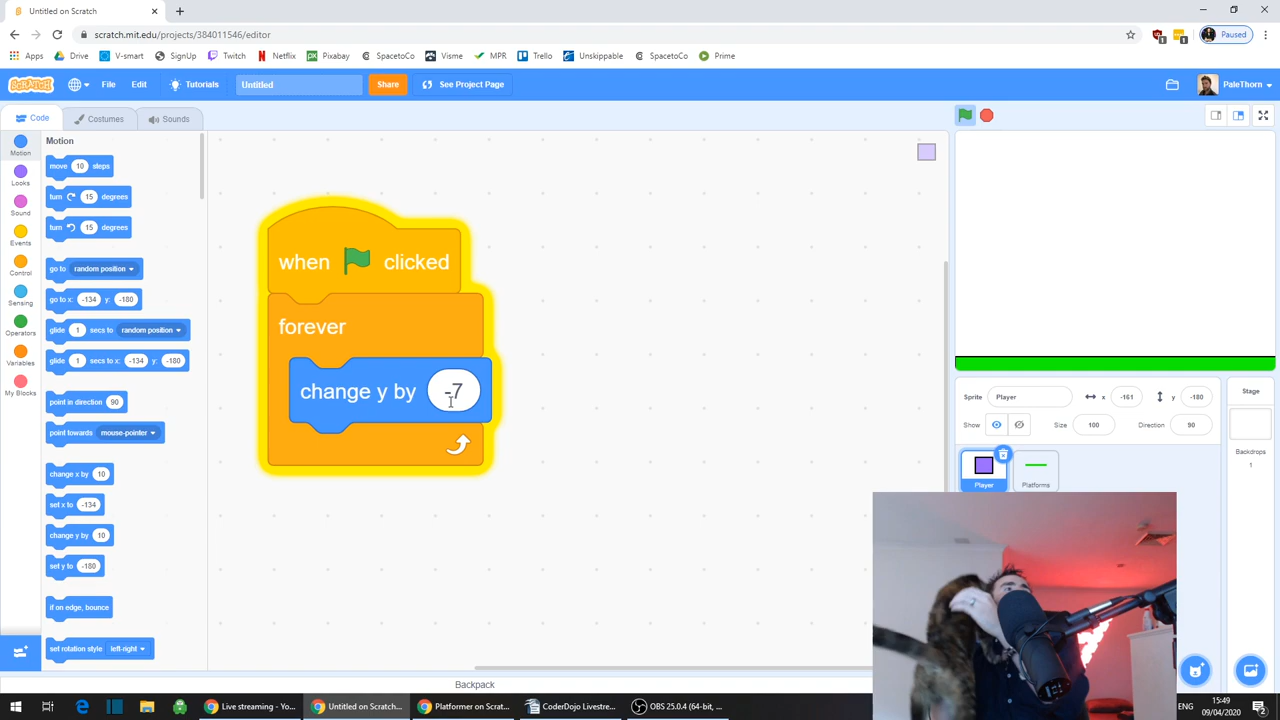 Untitled on Scratch
scratch.mit.edu/projects/384011546/editor
Paused
Apps Drive V-smart SignUp Twitch Netflix Pixabay SpacetoCo Visme MPR Trello Unskippable SpacetoCo Prime
SCRATCH File Edit Tutorials Untitled Share See Project Page PaleThorn
Code Costumes Sounds
Motion
Looks
Sound
Events
Control
Sensing
Operators
Variables
My Blocks
Motion
move 10 steps
turn 15 degrees
turn 15 degrees
go to random position
go to x: -134 y: -180
glide 1 secs to random position
glide 1 secs to x: -134 y: -180
point in direction 90
point towards mouse-pointer
change x by 10
set x to -134
change y by 10
set y to -180
if on edge, bounce
set rotation style left-right
when clicked
forever
change y by -7
Sprite Player x -161 y -180
Show Size 100 Direction 90
Player Platforms
Stage
Backdrops
1
Backpack
Live streaming - Yo...
Untitled on Scratch...
Platformer on Scrat...
CoderDojo Livestre...
OBS 25.0.4 (64-bit, ...
ENG
15:49
09/04/2020
2